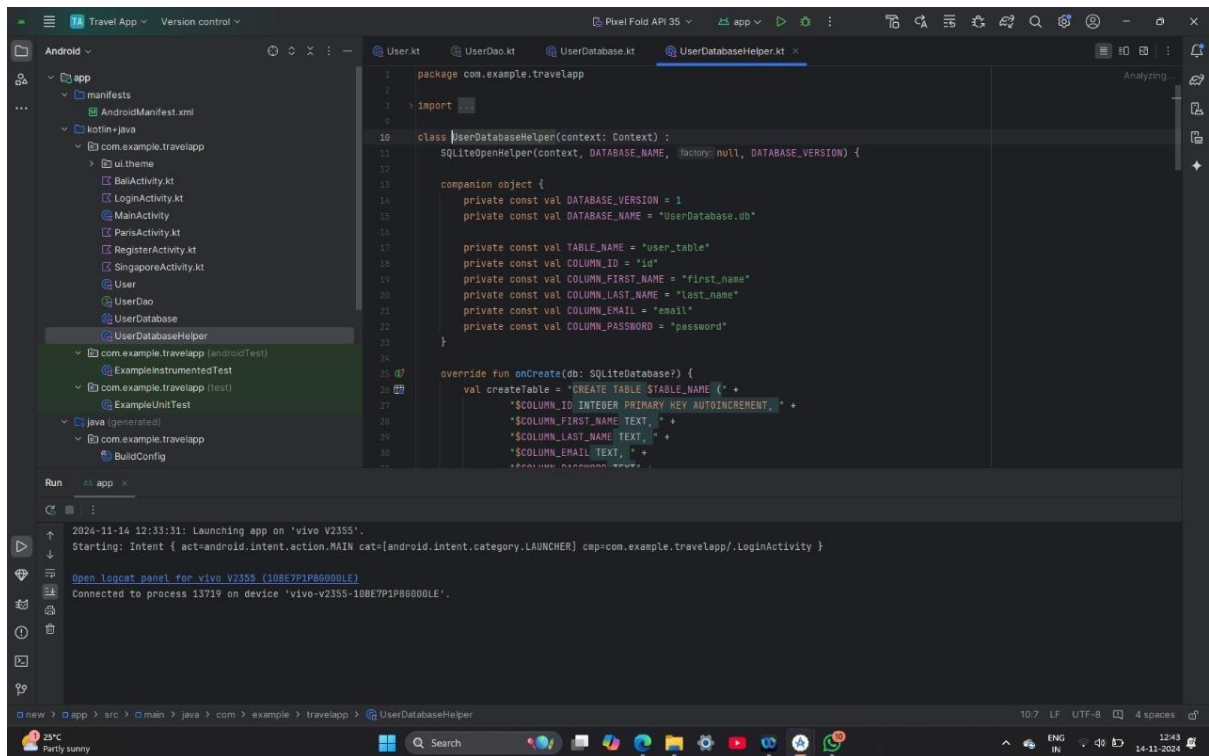 TA Travel App Version control Pixel Fold API 35 app
Android
User.kt UserDao.kt UserDatabase.kt UserDatabaseHelper.kt
app
manifests
AndroidManifest.xml
kotlin+java
com.example.travelapp
ui.theme
BaliActivity.kt
LoginActivity.kt
MainActivity
ParisActivity.kt
RegisterActivity.kt
SingaporeActivity.kt
User
UserDao
UserDatabase
UserDatabaseHelper
com.example.travelapp (androidTest)
ExampleInstrumentedTest
com.example.travelapp (test)
ExampleUnitTest
java (generated)
com.example.travelapp
BuildConfig
Analyzing...
1 package com.example.travelapp
2
3 import ...
9
10 class UserDatabaseHelper(context: Context) :
11 SQLiteOpenHelper(context, DATABASE_NAME, factory: null, DATABASE_VERSION) {
12
13 companion object {
14 private const val DATABASE_VERSION = 1
15 private const val DATABASE_NAME = "UserDatabase.db"
16
17 private const val TABLE_NAME = "user_table"
18 private const val COLUMN_ID = "id"
19 private const val COLUMN_FIRST_NAME = "first_name"
20 private const val COLUMN_LAST_NAME = "last_name"
21 private const val COLUMN_EMAIL = "email"
22 private const val COLUMN_PASSWORD = "password"
23 }
24
25 override fun onCreate(db: SQLiteDatabase?) {
26 val createTable = "CREATE TABLE $TABLE_NAME (" +
27 "$COLUMN_ID INTEGER PRIMARY KEY AUTOINCREMENT, " +
28 "$COLUMN_FIRST_NAME TEXT, " +
29 "$COLUMN_LAST_NAME TEXT, " +
30 "$COLUMN_EMAIL TEXT, " +
Run app
2024-11-14 12:33:31: Launching app on 'vivo V2355'.
Starting: Intent { act=android.intent.action.MAIN cat=[android.intent.category.LAUNCHER] cmp=com.example.travelapp/.LoginActivity }
Open logcat panel for vivo V2355 (10BE7P1P8G000LE)
Connected to process 13719 on device 'vivo-v2355-10BE7P1P8G000LE'.
new > app > src > main > java > com > example > travelapp > UserDatabaseHelper
10:7 LF UTF-8 4 spaces
25°C
Partly sunny
Search
ENG
IN
12:43
14-11-2024